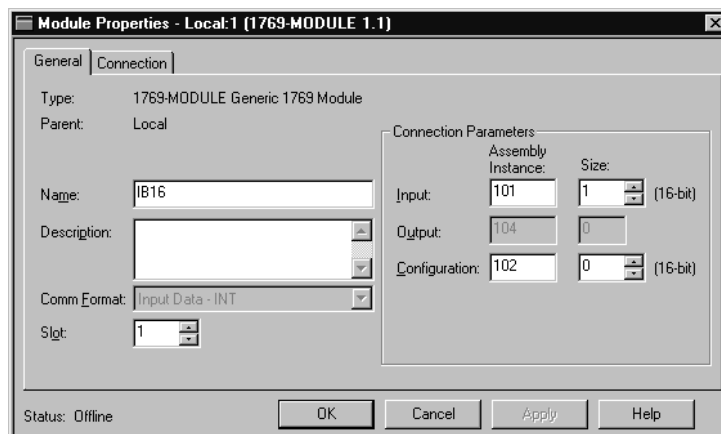 Module Properties - Local:1 (1769-MODULE 1.1)
General
Connection
Type: 1769-MODULE Generic 1769 Module
Parent: Local
Connection Parameters
Assembly Instance:
Size:
Name: IB16
Input: 101 1 (16-bit)
Description:
Output: 104 0
Configuration: 102 0 (16-bit)
Comm Format: Input Data - INT
Slot: 1
Status: Offline
OK
Cancel
Apply
Help